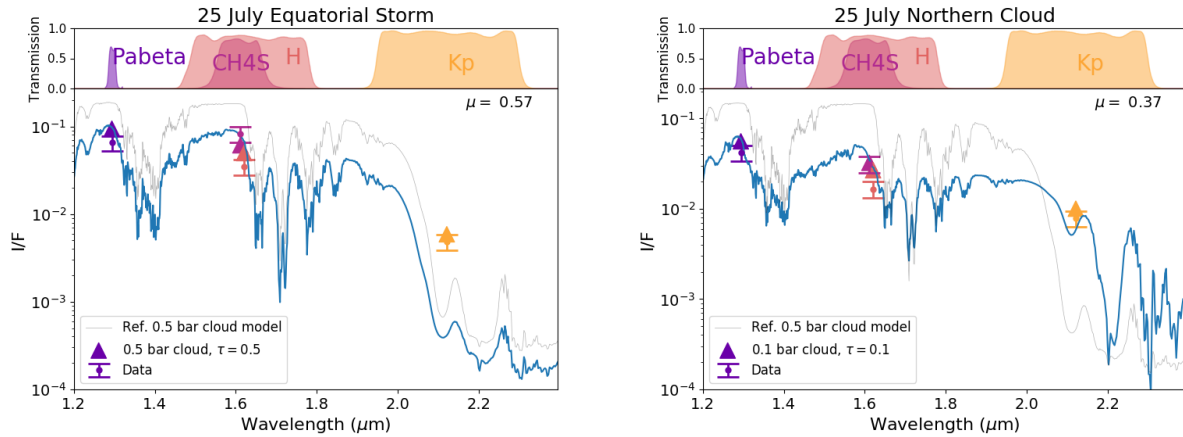 25 July Equatorial Storm
Transmission
1.0
0.5
0.0
Pabeta
CH4S
H
Kp
μ = 0.57
I/F
10⁻¹
10⁻²
10⁻³
10⁻⁴
Ref. 0.5 bar cloud model
0.5 bar cloud, τ = 0.5
Data
1.2 1.4 1.6 1.8 2.0 2.2
Wavelength (μm)
25 July Northern Cloud
Transmission
1.0
0.5
0.0
Pabeta
CH4S
H
Kp
μ = 0.37
I/F
10⁻¹
10⁻²
10⁻³
10⁻⁴
Ref. 0.5 bar cloud model
0.1 bar cloud, τ = 0.1
Data
1.2 1.4 1.6 1.8 2.0 2.2
Wavelength (μm)